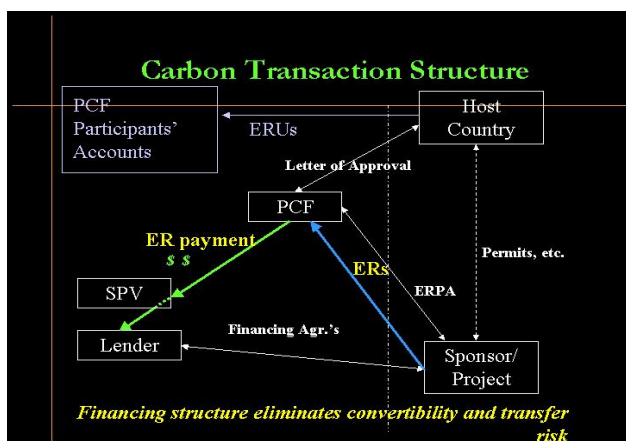 Carbon Transaction Structure
PCF
Participants'
Accounts
ERUs
Host
Country
Letter of Approval
PCF
ER payment
$ $
ERs
Permits, etc.
ERPA
SPV
Financing Agr.'s
Lender
Sponsor/
Project
Financing structure eliminates convertibility and transfer
risk